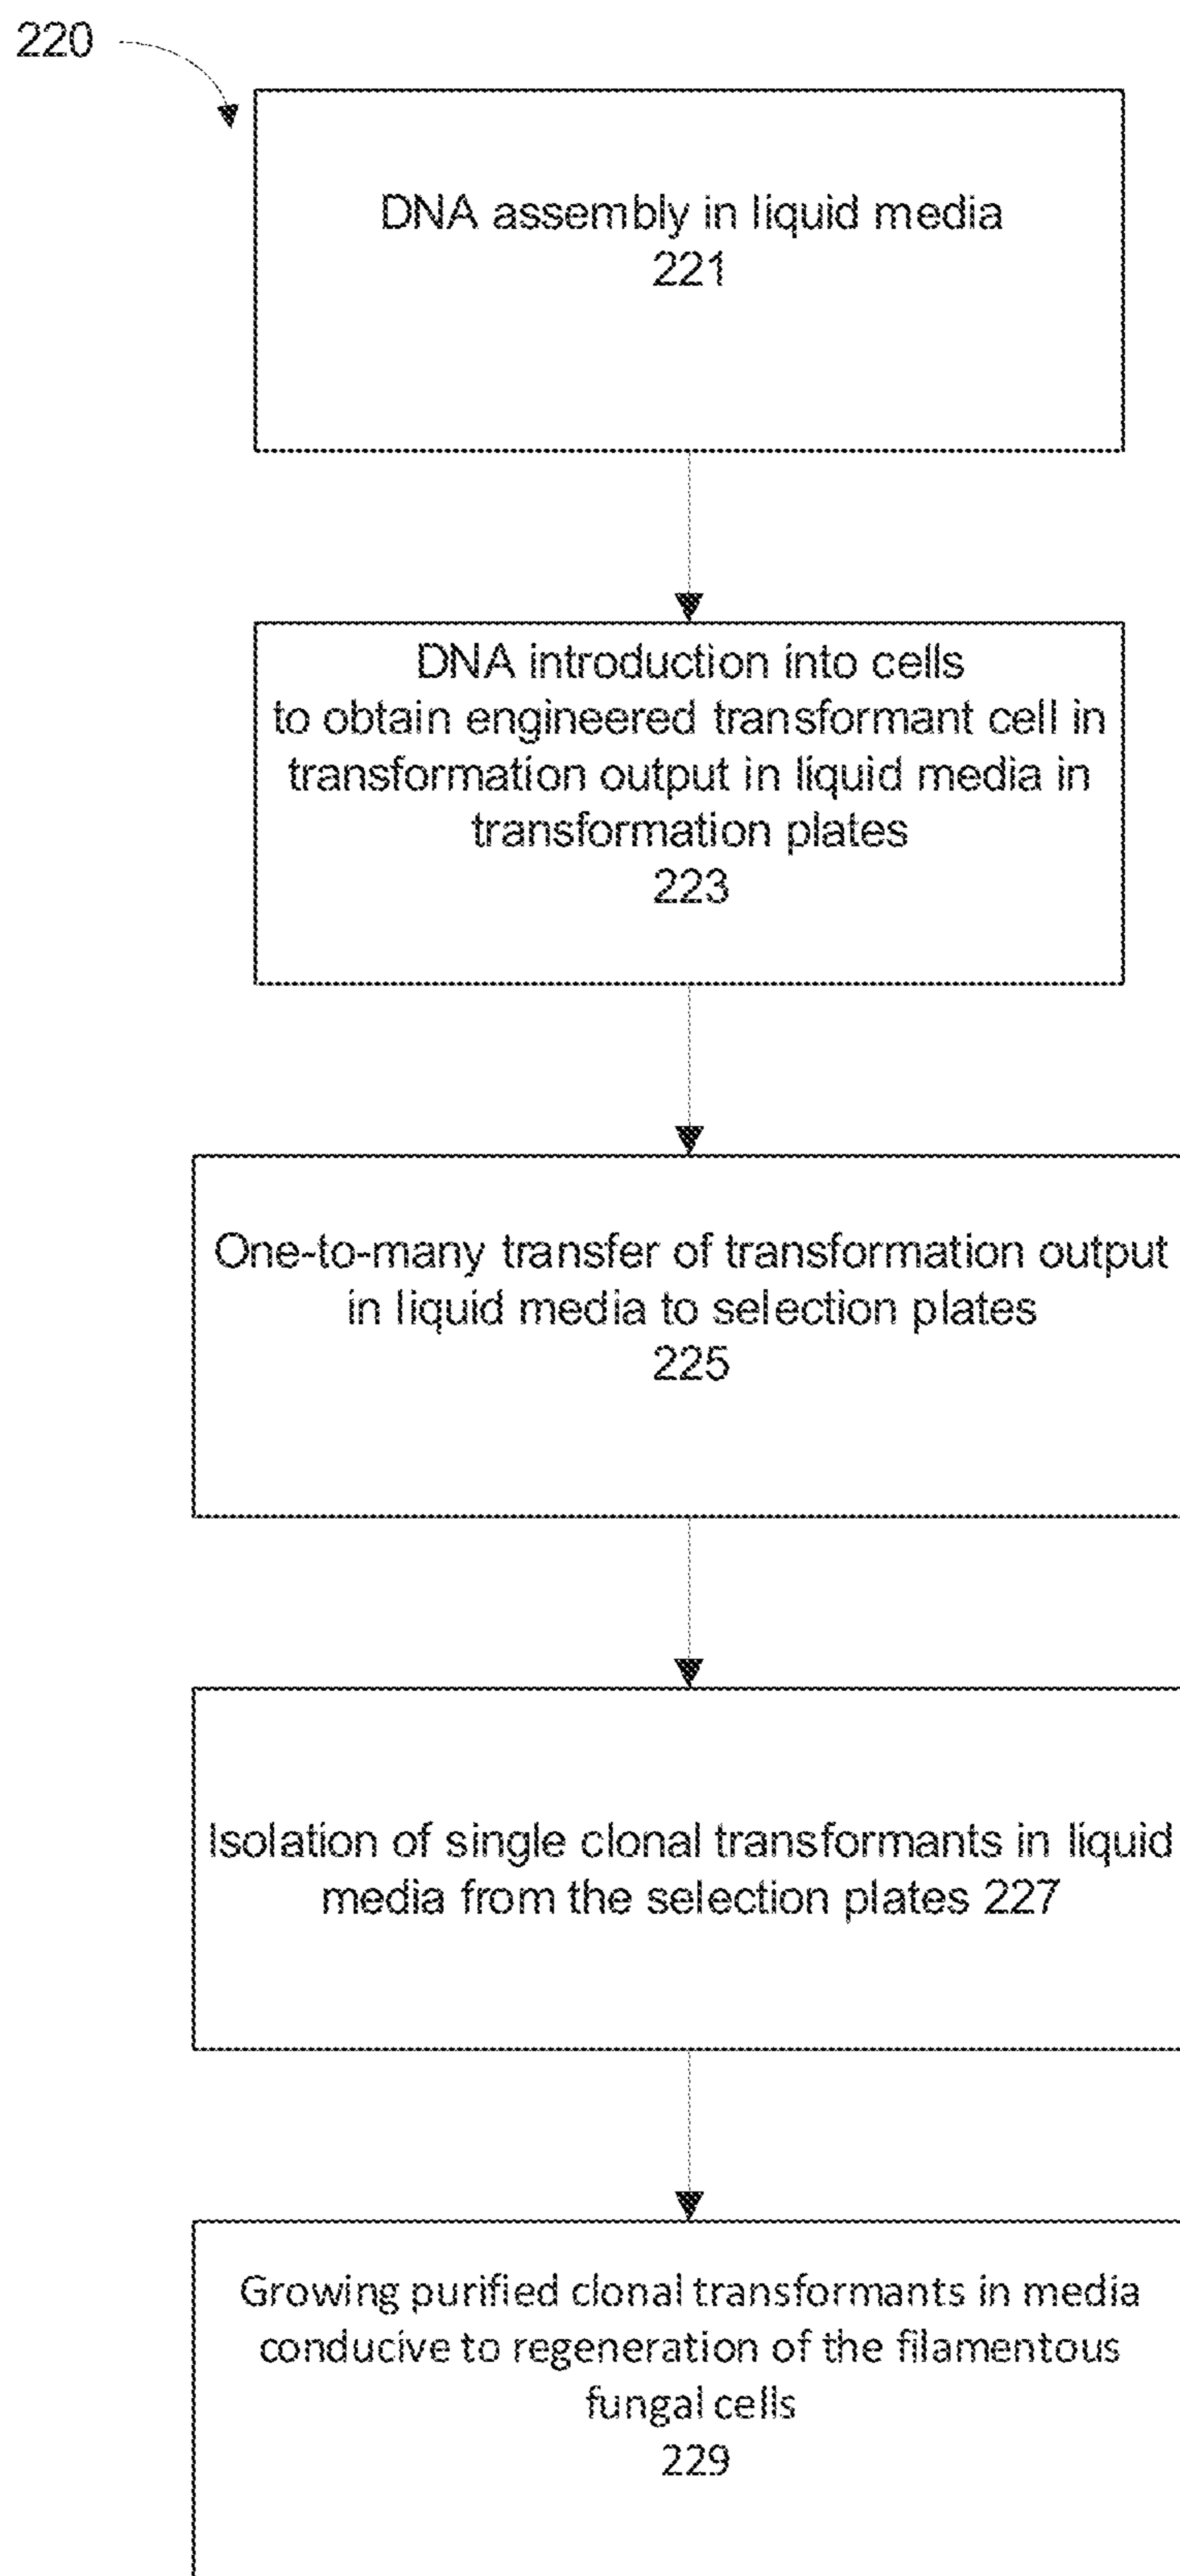 220
DNA assembly in liquid media
221
DNA introduction into cells
to obtain engineered transformant cell in
transformation output in liquid media in
transformation plates
223
One-to-many transfer of transformation output
in liquid media to selection plates
225
Isolation of single clonal transformants in liquid
media from the selection plates 227
Growing purified clonal transformants in media
conducive to regeneration of the filamentous
fungal cells
229